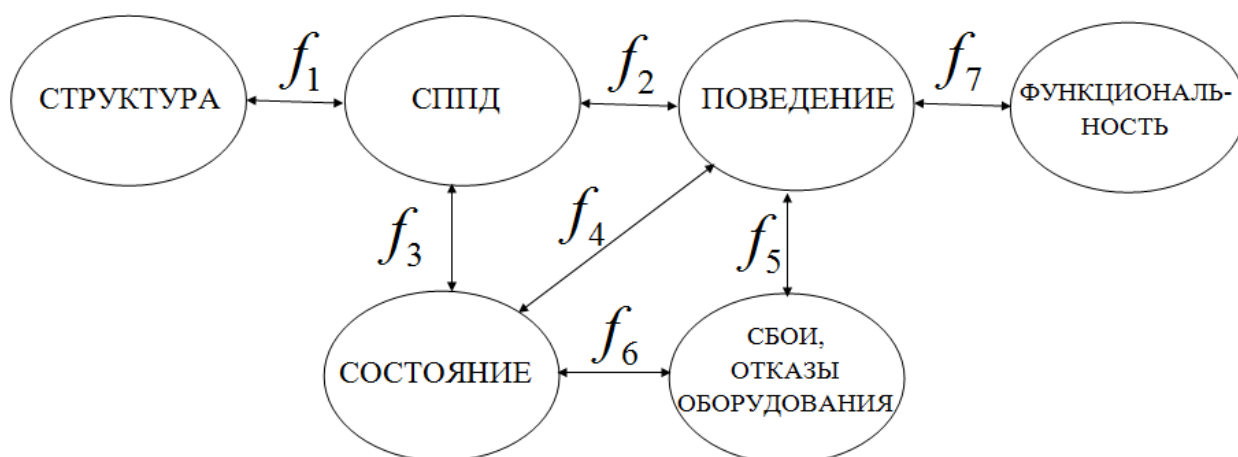 f₁
f₂
f₇
СТРУКТУРА
СППД
ПОВЕДЕНИЕ
ФУНКЦИОНАЛЬ-
НОСТЬ
f₃
f₄
f₅
СОСТОЯНИЕ
f₆
СБОИ,
ОТКАЗЫ
ОБОРУДОВАНИЯ